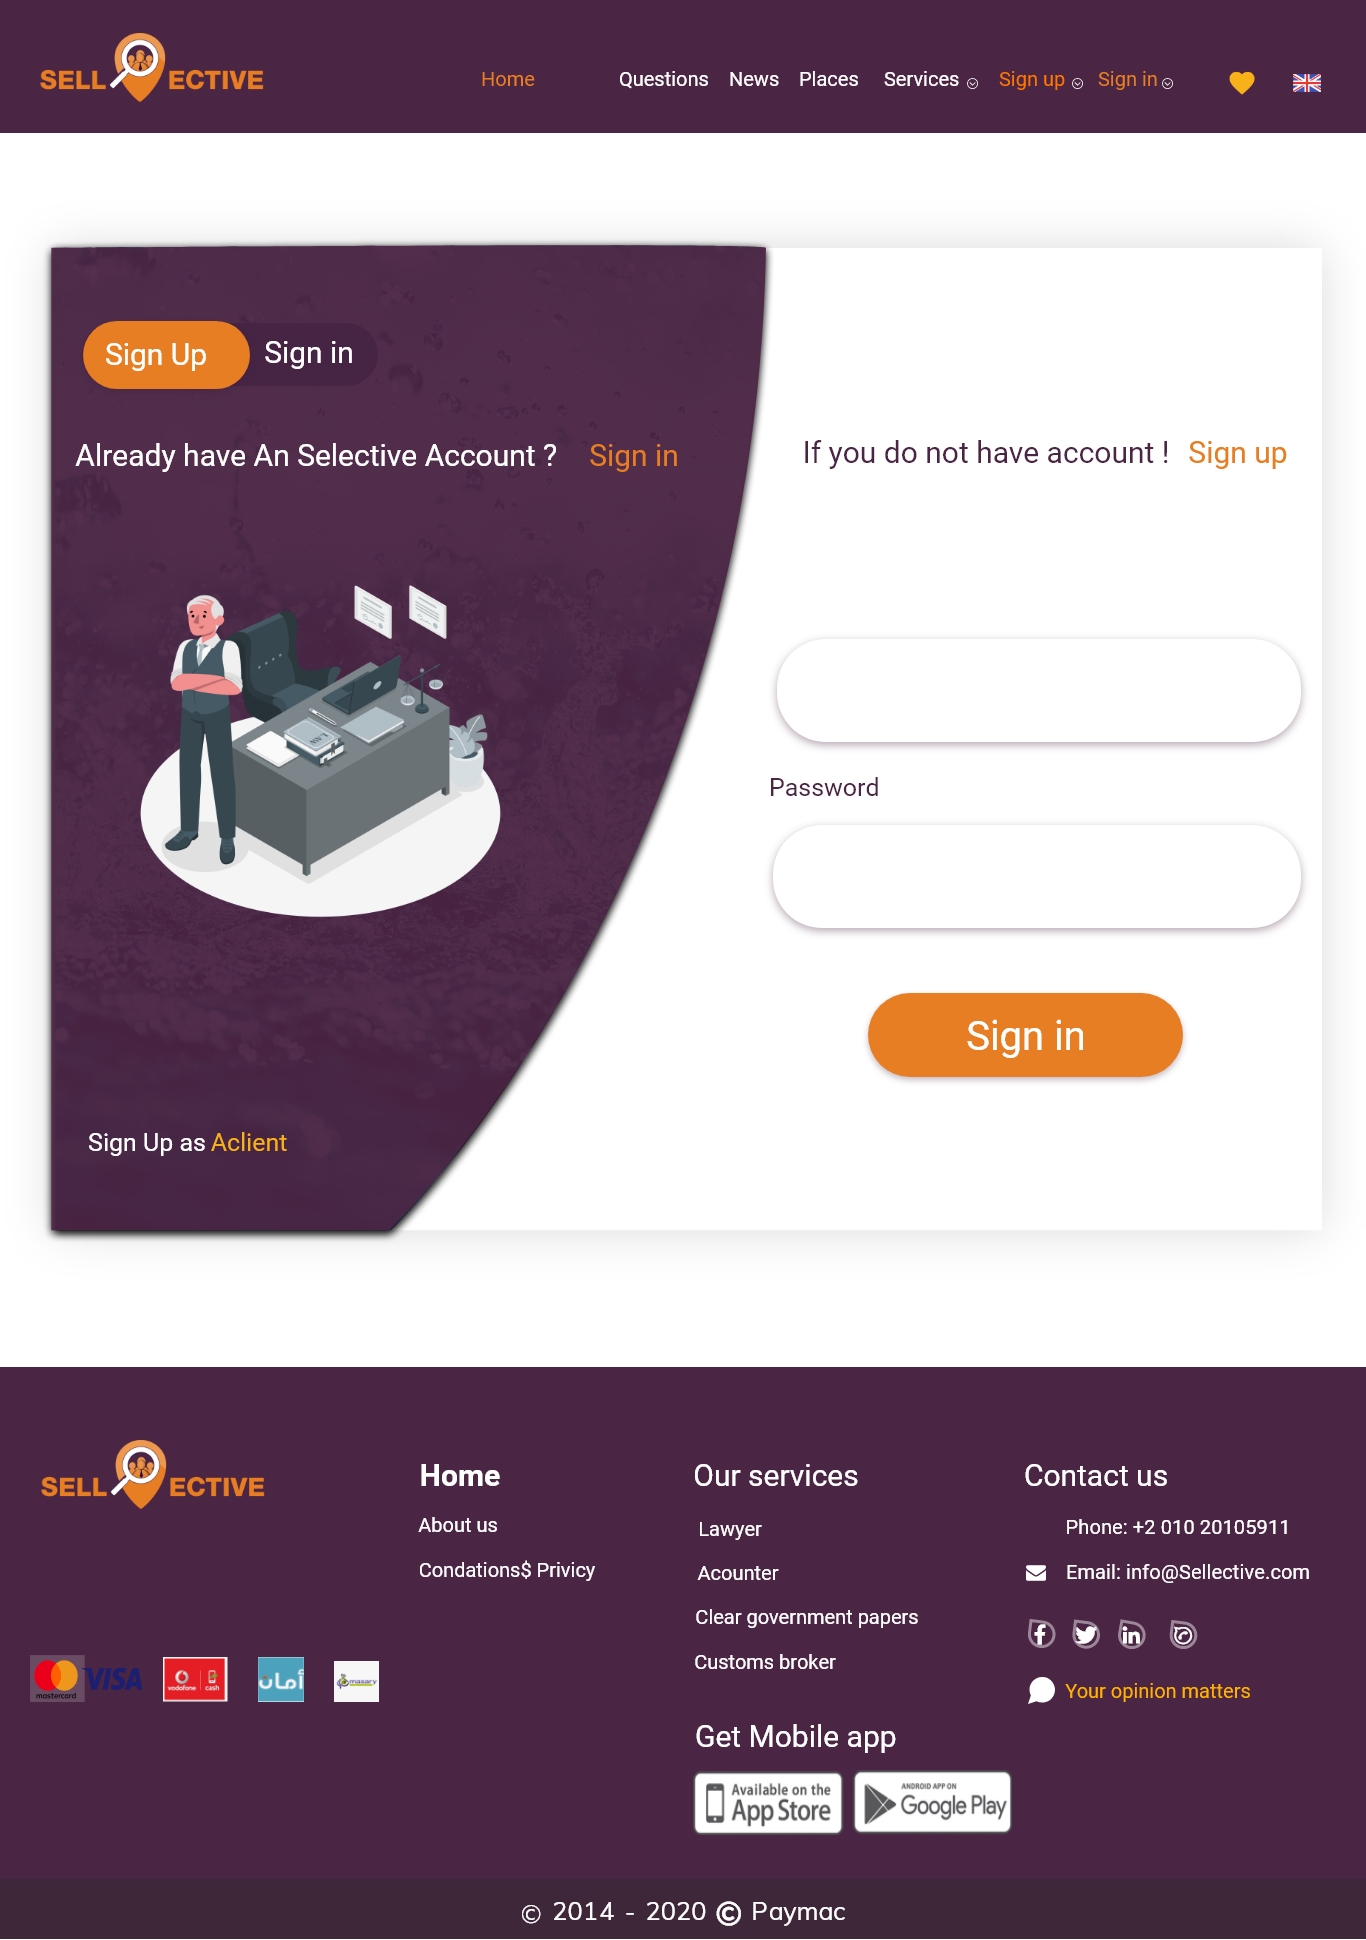 SELL ECTIVE
Home Questions News Places Services Sign up Sign in
Sign Up Sign in
Already have An Selective Account ? Sign in
If you do not have account ! Sign up
LAW
Password
Sign in
Sign Up as Aclient
SELL ECTIVE
Home
About us
Condations$ Privicy
Our services
Lawyer
Acounter
Clear government papers
Customs broker
Contact us
Phone: +2 010 20105911
Email: info@Sellective.com
Your opinion matters
mastercard VISA vodafone cash أمان masary
Get Mobile app
Available on the
App Store
ANDROID APP ON
Google Play
© 2014 - 2020 © Paymac